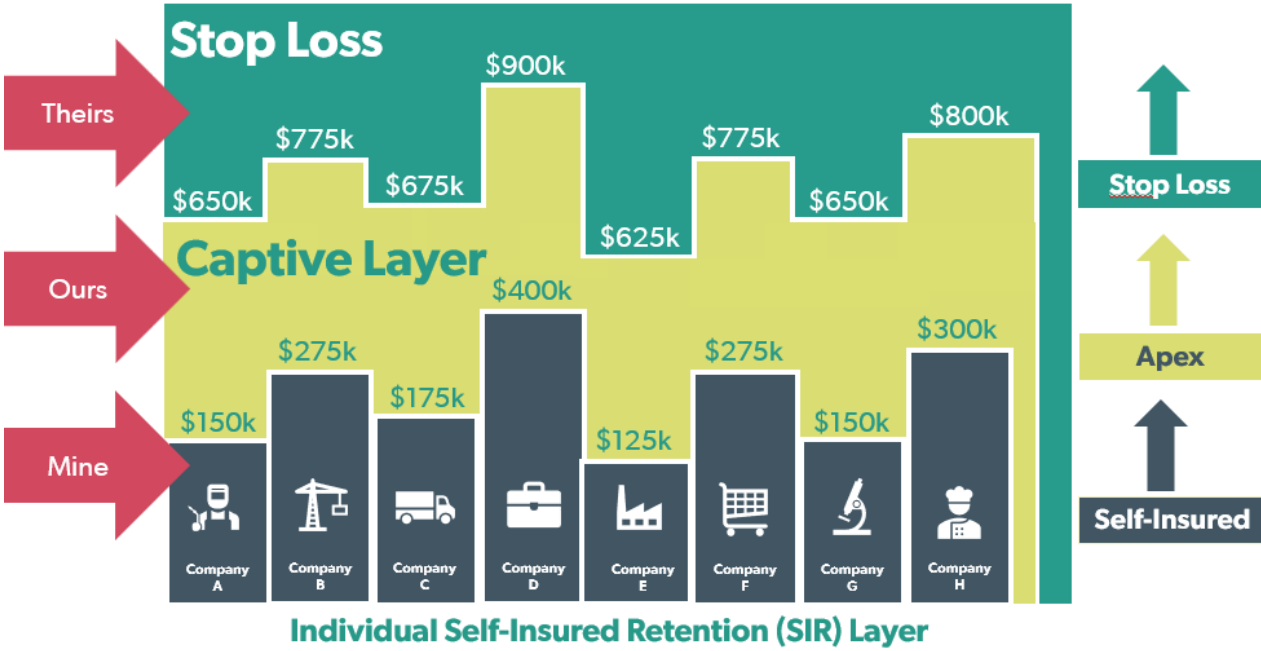 Stop Loss
Theirs
$650k
$775k
$675k
$900k
$625k
$775k
$650k
$800k
Stop Loss
Captive Layer
Ours
Apex
$150k
$275k
$175k
$400k
$125k
$275k
$150k
$300k
Mine
Self-Insured
Company
A
Company
B
Company
C
Company
D
Company
E
Company
F
Company
G
Company
H
Individual Self-Insured Retention (SIR) Layer